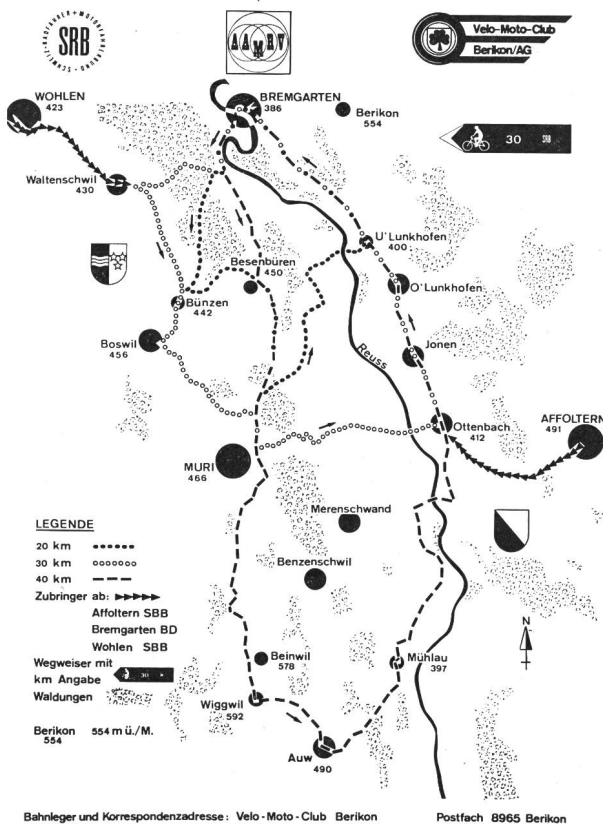 SCHWEIZ. RADFAHRER + MOTORFAHRERBUND
SRB
Velo-Moto-Club
Berikon/AG
WOHLEN
423
BREMGARTEN
386
Berikon
554
30 SRB
Waltenschwil
430
U'Lunkhofen
400
Besenbüren
450
O'Lunkhofen
Bünzen
442
Boswil
456
Jonen
Reuss
Ottenbach
412
AFFOLTERN
491
MURI
466
Merenschwand
LEGENDE
20 km
30 km
40 km
Zubringer ab:
Affoltern SBB
Bremgarten BD
Wohlen SBB
Wegweiser mit
km Angabe 30
Waldungen
Berikon 554 m ü./M.
554
Benzenschwil
N
Beinwil
578
Mühlau
397
Wiggwil
592
Auw
490
Bahnleger und Korrespondenzadresse: Velo-Moto-Club Berikon Postfach 8965 Berikon